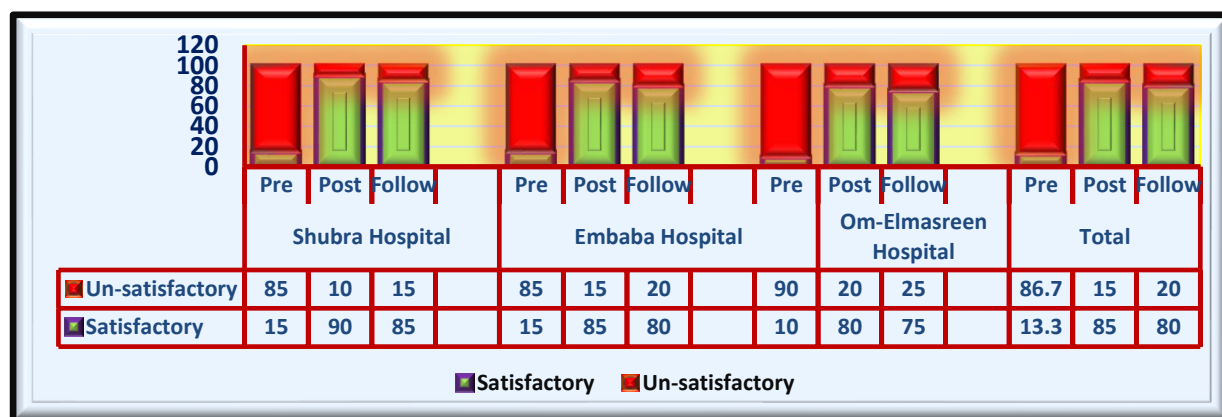 120
100
80
60
40
20
0
Pre Post Follow Pre Post Follow Pre Post Follow Pre Post Follow
Shubra Hospital Embaba Hospital Om-Elmasreen Hospital Total
Un-satisfactory 85 10 15 85 15 20 90 20 25 86.7 15 20
Satisfactory 15 90 85 15 85 80 10 80 75 13.3 85 80
Satisfactory Un-satisfactory